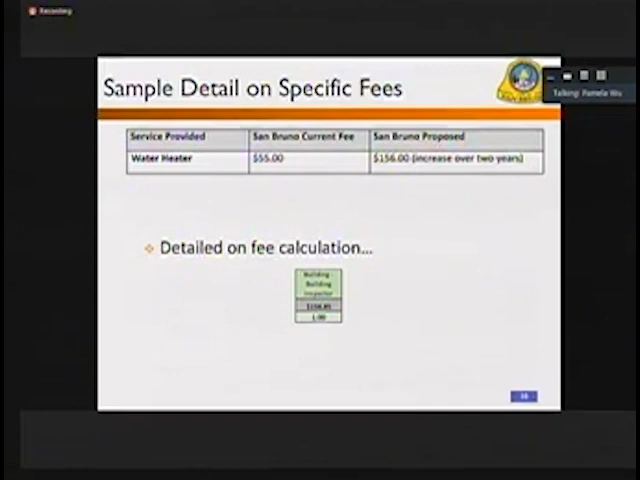 Recording
Sample Detail on Specific Fees
Talking: Pamela Wu
Service Provided San Bruno Current Fee San Bruno Proposed
Water Heater $55.00 $156.00 (increase over two years)
Detailed on fee calculation...
Building -
Building
Inspector
1.00